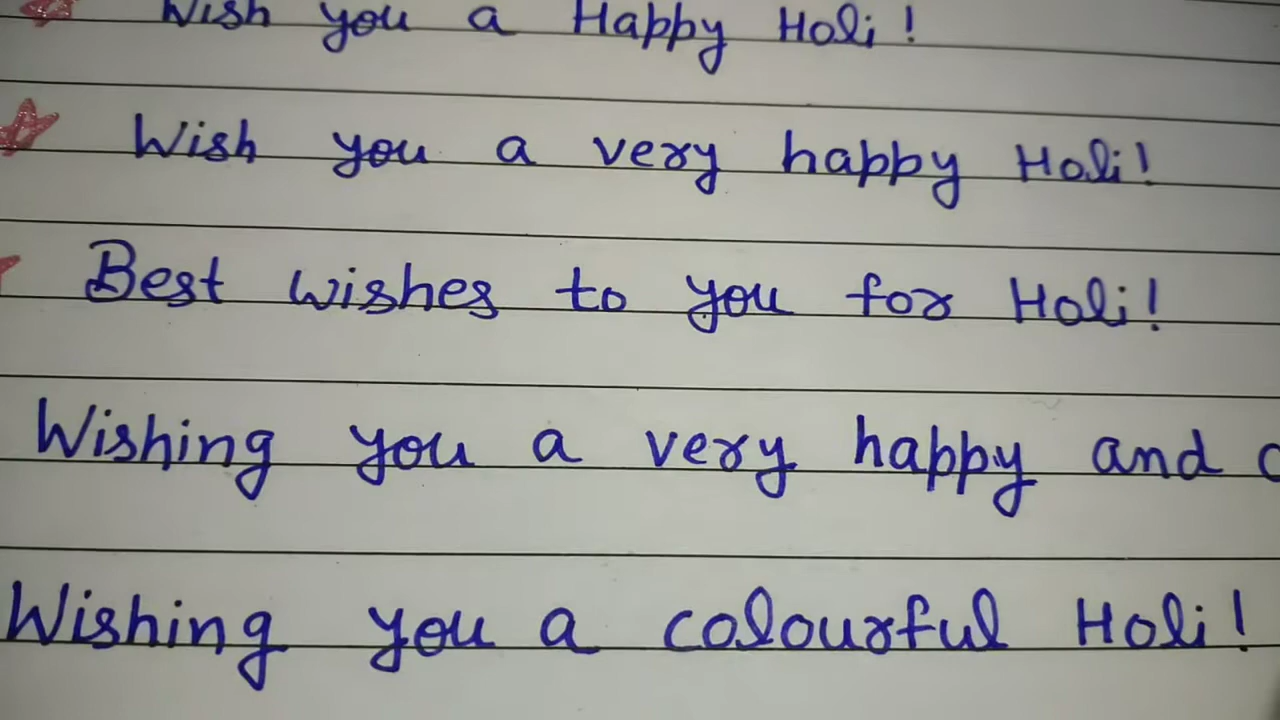 Wish you a Happy Holi!
Wish you a very happy Holi!
Best wishes to you for Holi!
Wishing you a very happy and
Wishing you a colourful Holi!